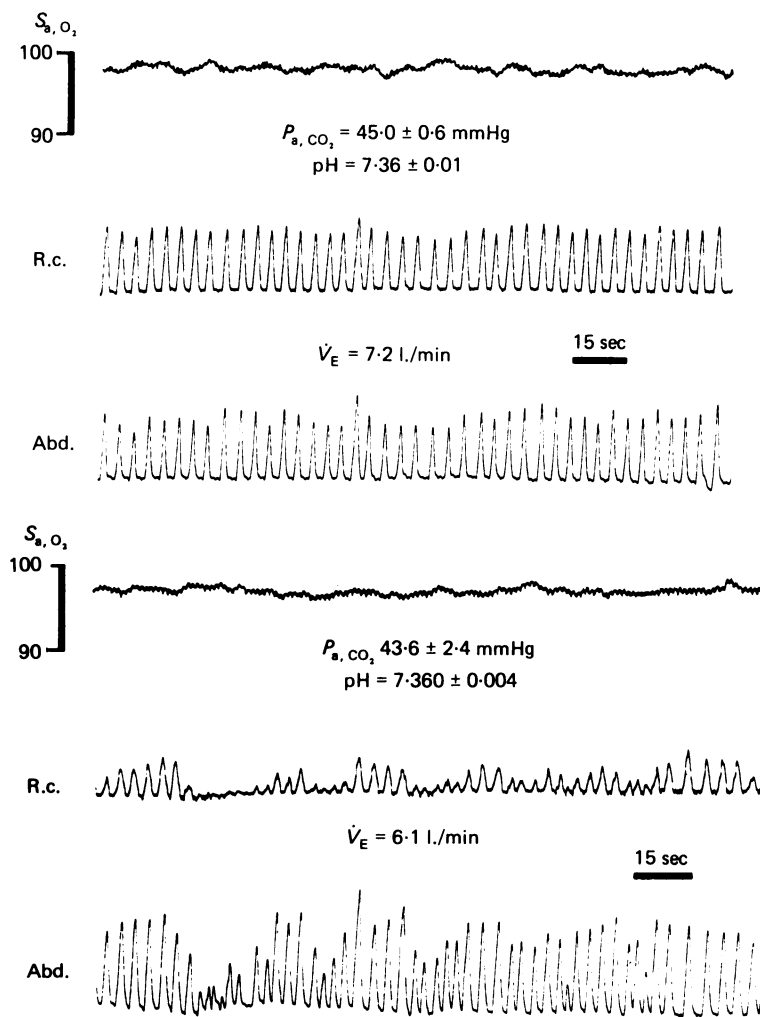 Sa, O2
100
90
Pa, CO2 = 45·0 ± 0·6 mmHg
pH = 7·36 ± 0·01
R.c.
15 sec
V̇E = 7·2 l./min
Abd.
Sa, O2
100
90
Pa, CO2 43·6 ± 2·4 mmHg
pH = 7·360 ± 0·004
R.c.
V̇E = 6·1 l./min
15 sec
Abd.